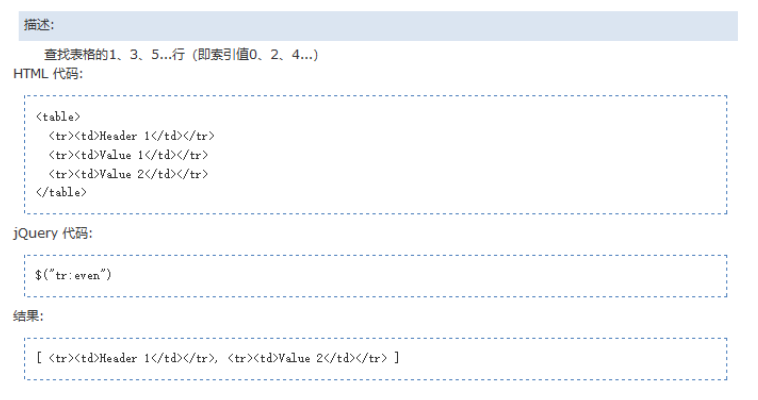 描述:
查找表格的1、3、5...行（即索引值0、2、4...）
HTML 代码:
<table>
  <tr><td>Header 1</td></tr>
  <tr><td>Value 1</td></tr>
  <tr><td>Value 2</td></tr>
</table>
jQuery 代码:
$("tr:even")
结果:
[ <tr><td>Header 1</td></tr>, <tr><td>Value 2</td></tr> ]